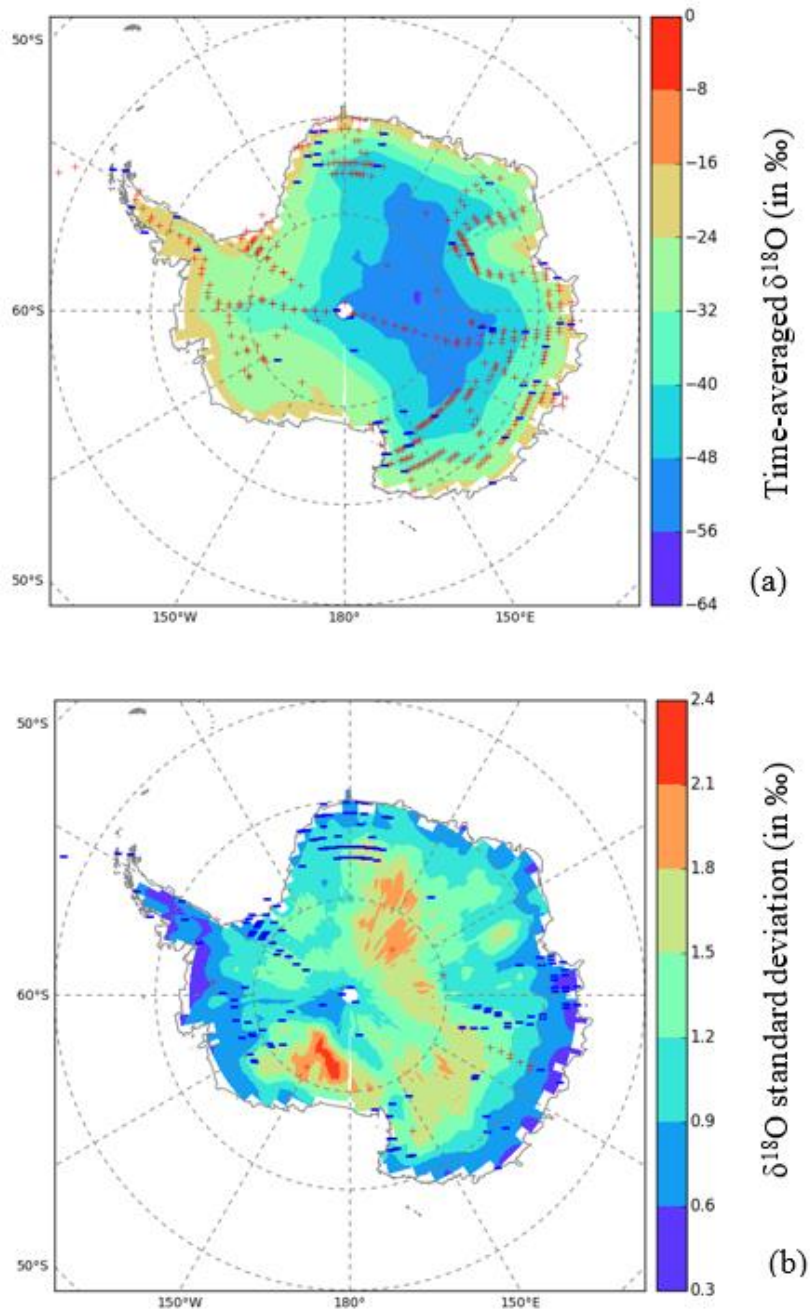 50°S
60°S
50°S
150°W
180°
150°E
0
−8
−16
−24
−32
−40
−48
−56
−64
Time-averaged δ¹⁸O (in ‰)
(a)
50°S
60°S
50°S
150°W
180°
150°E
2.4
2.1
1.8
1.5
1.2
0.9
0.6
0.3
δ¹⁸O standard deviation (in ‰)
(b)